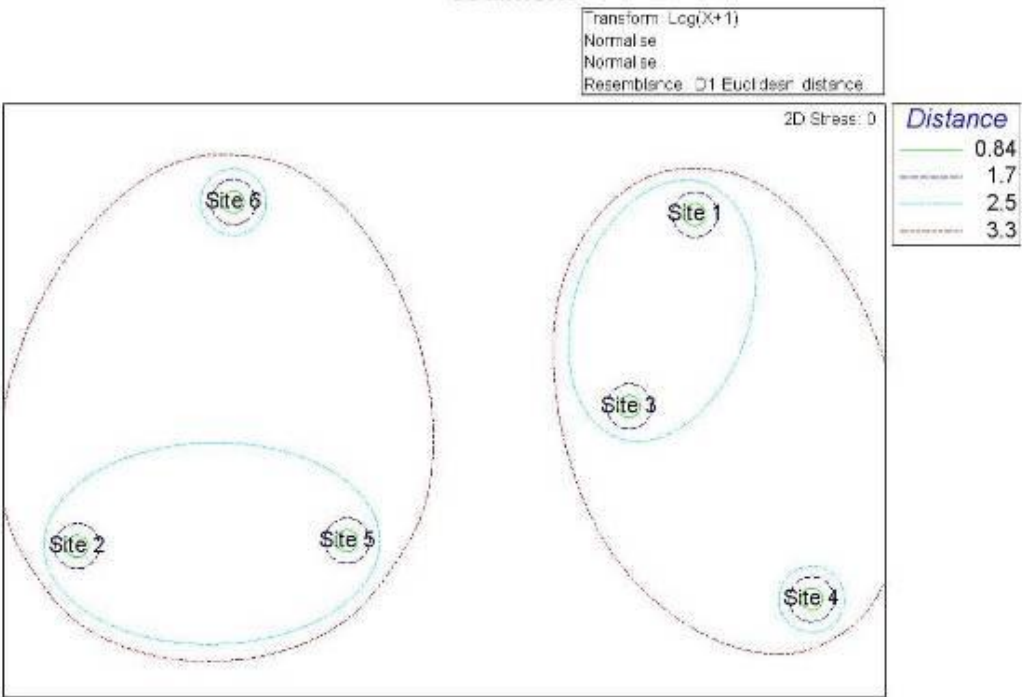 Transform: Log(X+1)
Normalise
Normalise
Resemblance: D1 Euclidean distance
2D Stress: 0
Distance
0.84
1.7
2.5
3.3
Site 6
Site 1
Site 3
Site 2
Site 5
Site 4